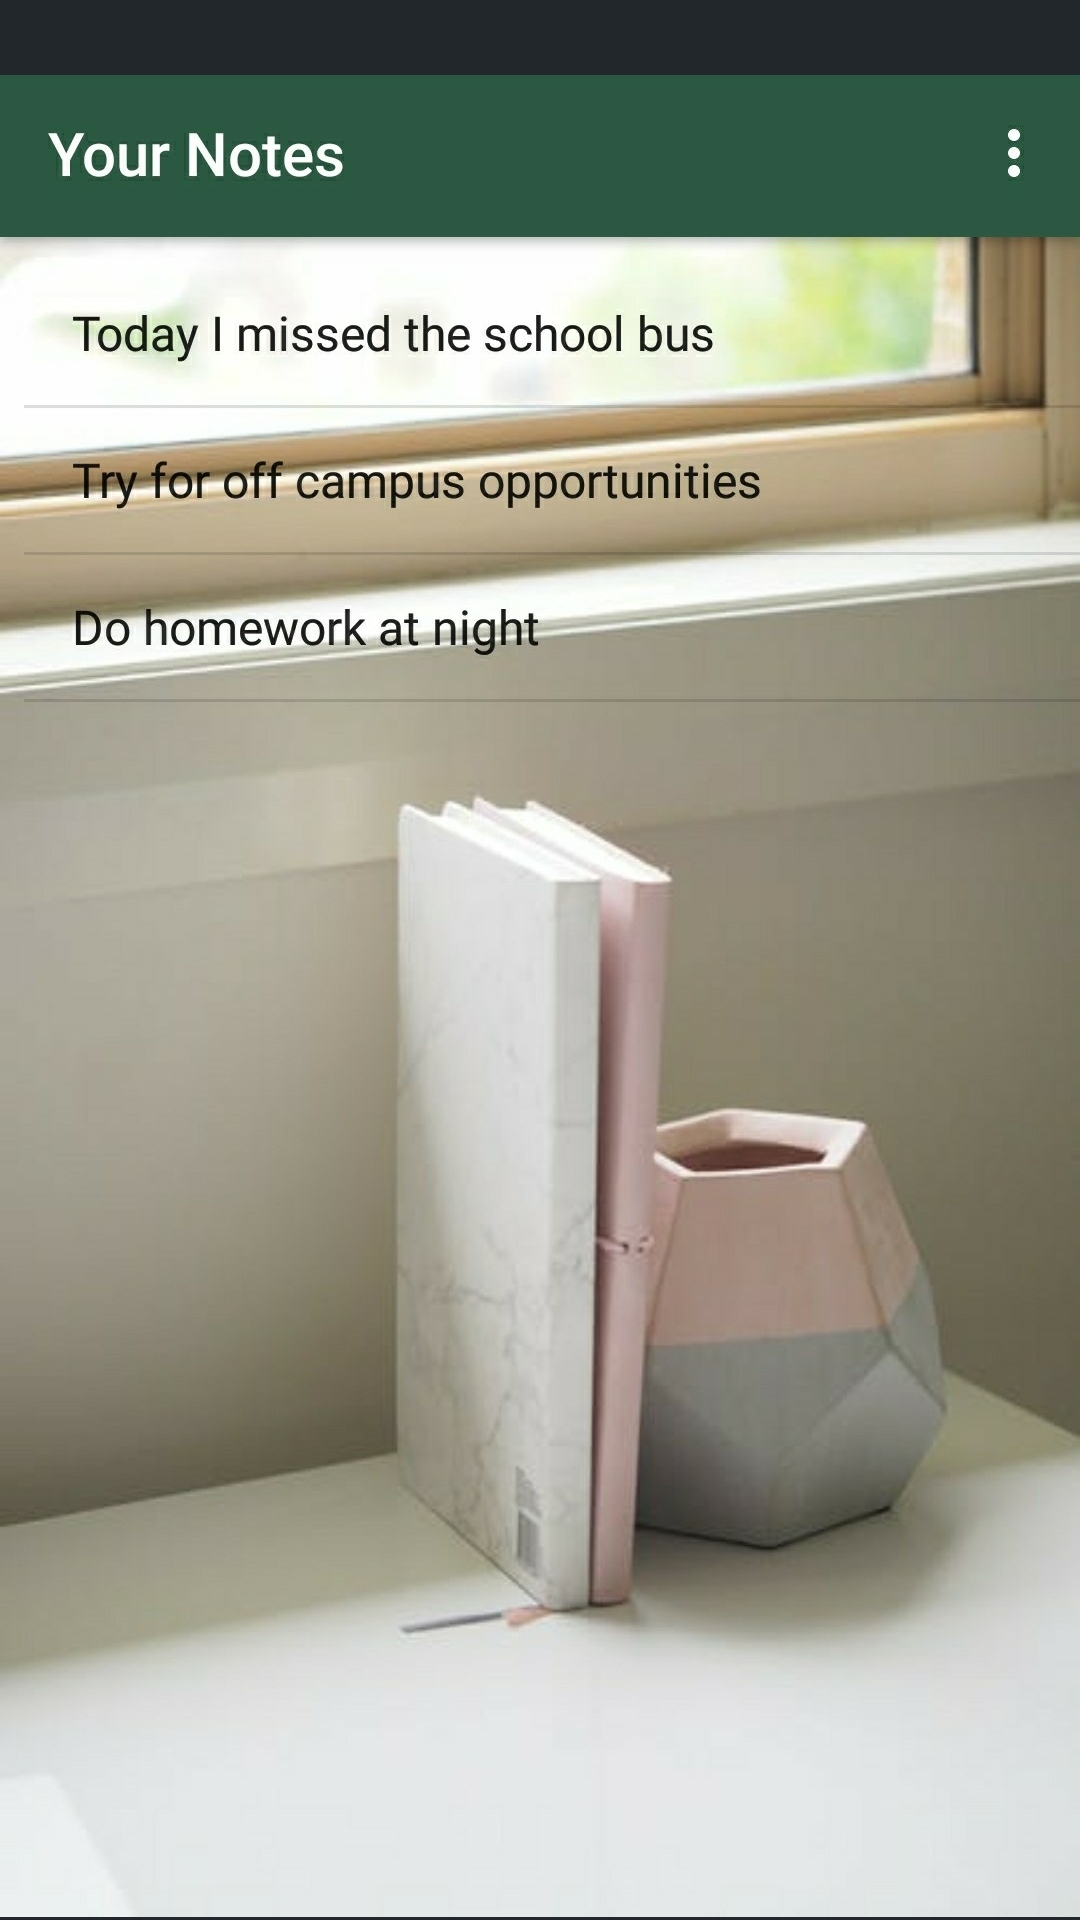 Your Notes
Today I missed the school bus
Try for off campus opportunities
Do homework at night